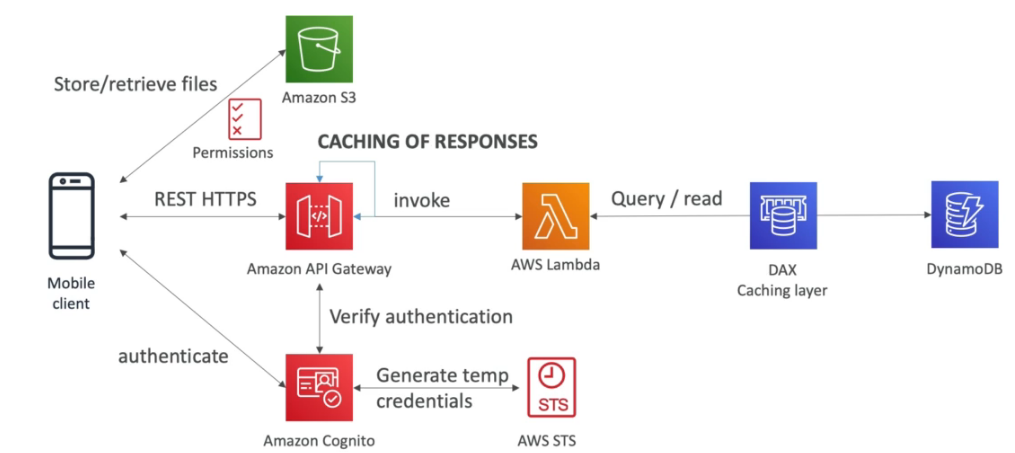 Store/retrieve files
Amazon S3
Permissions
CACHING OF RESPONSES
REST HTTPS
invoke
Query / read
Mobile
client
Amazon API Gateway
AWS Lambda
DAX
Caching layer
DynamoDB
Verify authentication
authenticate
Generate temp
credentials
STS
Amazon Cognito
AWS STS